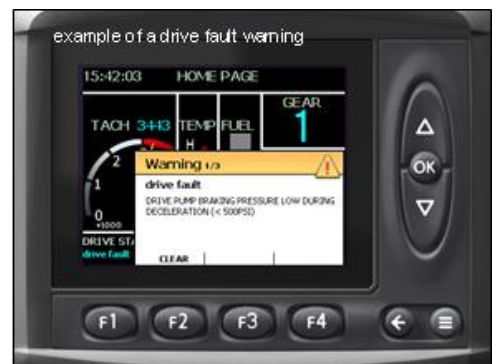 example of a drive fault warning
15:42:03 HOME PAGE
TACH 3443 TEMP FUEL GEAR
1
H
2
1
0
×1000
Warning 1/3
drive fault
DRIVE PUMP BRAKING PRESSURE LOW DURING
DECELERATION (< 500PSI)
DRIVE STA
drive fault
CLEAR
OK
F1 F2 F3 F4